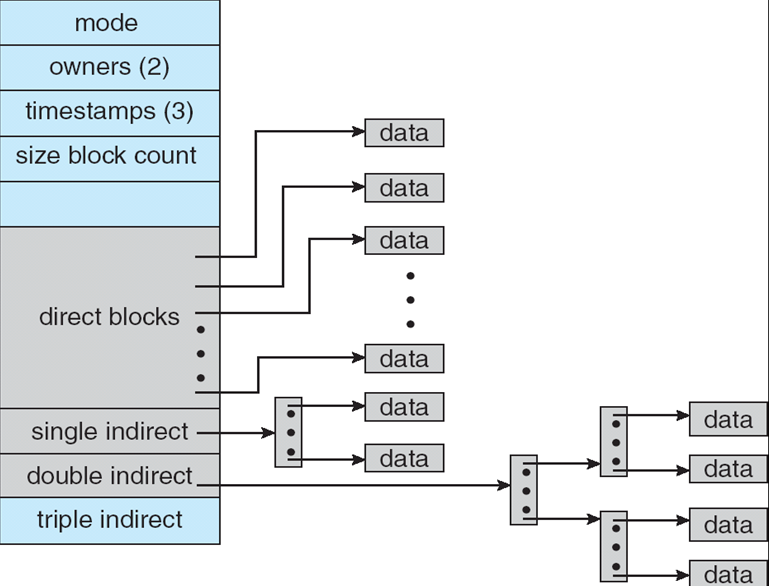 mode
owners (2)
timestamps (3)
size block count
data
data
data
direct blocks
data
data
single indirect
data
double indirect
triple indirect
data
data
data
data